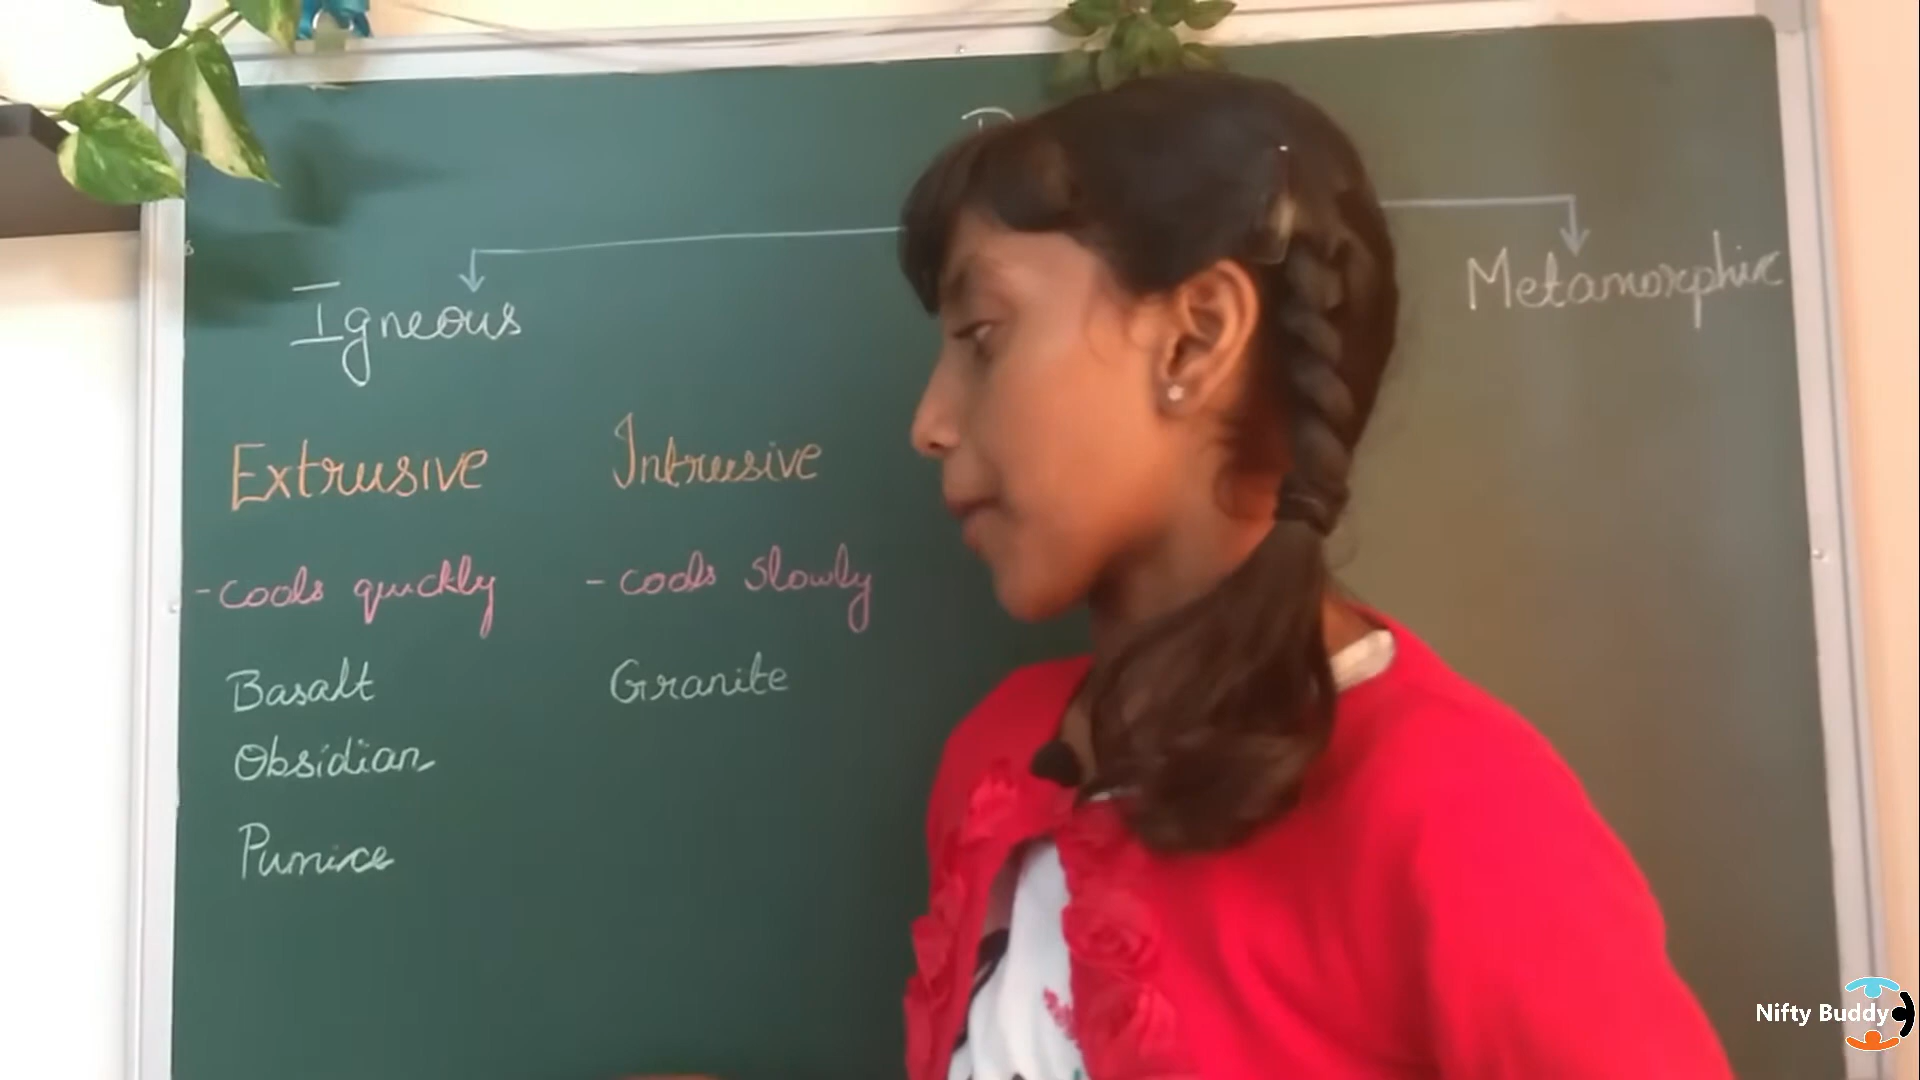 Igneous
Metamorphic
Extrusive
Intrusive
- cools quickly
- cools slowly
Basalt
Granite
Obsidian
Pumice
Nifty Buddy